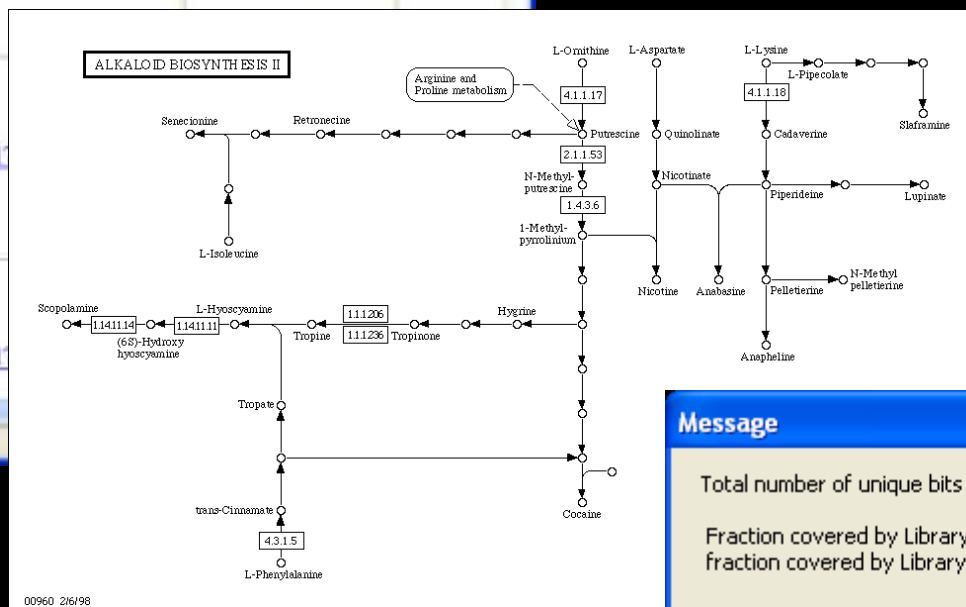 ALKALOID BIOSYNTHESIS II
L-Ornithine
L-Aspartate
L-Lysine
L-Pipecolate
Arginine and
Proline metabolism
4.1.1.17
4.1.1.18
Slaframine
Senecionine
Retronecine
Putrescine
Quinolinate
Cadaverine
2.1.1.53
N-Methyl-
putrescine
Nicotinate
Piperideine
Lupinate
1.4.3.6
1-Methyl-
pyrrolinium
L-Isoleucine
Nicotine
Anabasine
Pelletierine
N-Methyl
pelletierine
Scopolamine
L-Hyoscyamine
1.1.1206
Hygrine
1.14.11.14
1.14.11.11
Tropine
1.1.1236
Tropinone
(6S)-Hydroxy
hyoscyamine
Anapheline
Tropate
trans-Cinnamate
Cocaine
4.3.1.5
L-Phenylalanine
00960 2/6/98
Message
Total number of unique bits
Fraction covered by Library
fraction covered by Library